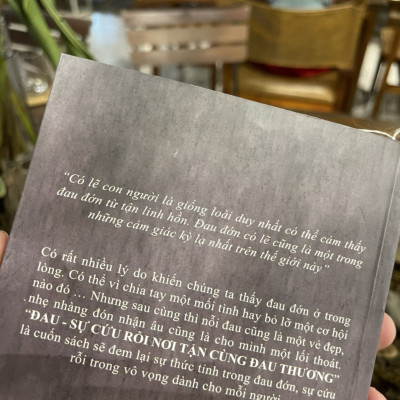 "Có lẽ con người là giống loài duy nhất có thể cảm thấy
đau đớn từ tận linh hồn. Đau đớn có lẽ cũng là một trong
những cảm giác kỳ lạ nhất trên thế giới này"
Có rất nhiều lý do khiến chúng ta thấy đau đớn ở trong
lòng. Có thể vì chia tay một mối tình hay bỏ lỡ một cơ hội
nào đó ... Nhưng sau cùng thì nỗi đau cũng là một vẻ đẹp,
nhẹ nhàng đón nhận ấu cũng là cho mình một lối thoát.
"ĐAU - SỰ CỨU RỖI NƠI TẬN CÙNG ĐAU THƯƠNG"
là cuốn sách sẽ đem lại sự thức tỉnh trong đau đớn, sự cứu
rỗi trong vô vọng dành cho mỗi người